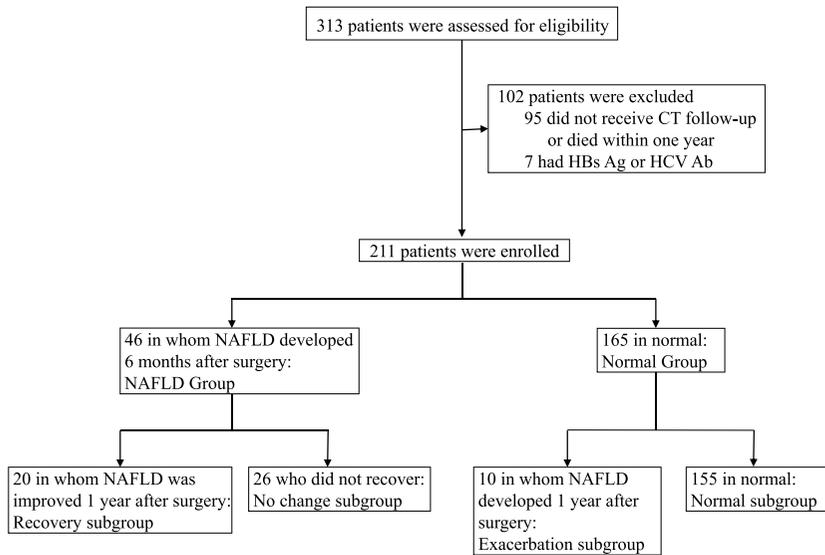 313 patients were assessed for eligibility
102 patients were excluded
95 did not receive CT follow-up
or died within one year
7 had HBs Ag or HCV Ab
211 patients were enrolled
46 in whom NAFLD developed
6 months after surgery:
NAFLD Group
165 in normal:
Normal Group
20 in whom NAFLD was
improved 1 year after surgery:
Recovery subgroup
26 who did not recover:
No change subgroup
10 in whom NAFLD
developed 1 year after
surgery:
Exacerbation subgroup
155 in normal:
Normal subgroup